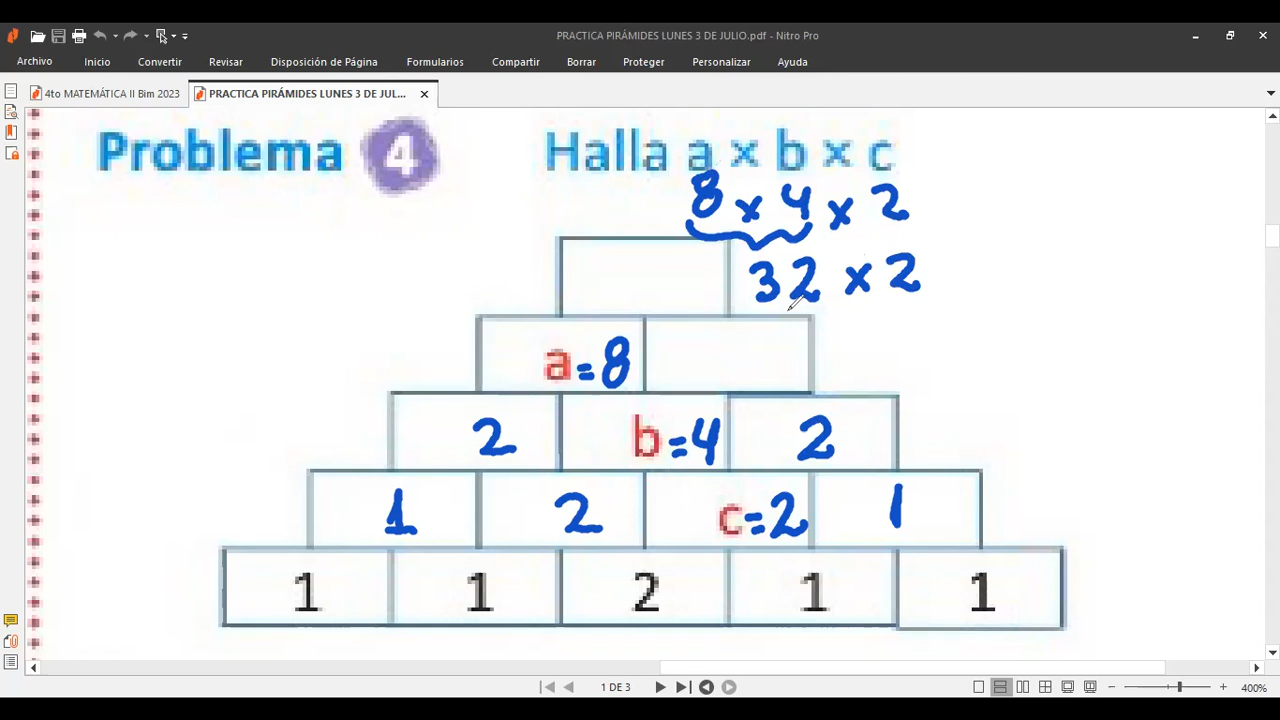 PRACTICA PIRÁMIDES LUNES 3 DE JULIO.pdf - Nitro Pro
Archivo Inicio Convertir Revisar Disposición de Página Formularios Compartir Borrar Proteger Personalizar Ayuda
4to MATEMÁTICA II Bim 2023 PRACTICA PIRÁMIDES LUNES 3 DE JUL...
Problema 4 Halla a × b × c
8 x 4 x 2
32 x 2
a = 8
2 b = 4 2
1 2 c = 2 1
1 1 2 1 1
1 DE 3 400%